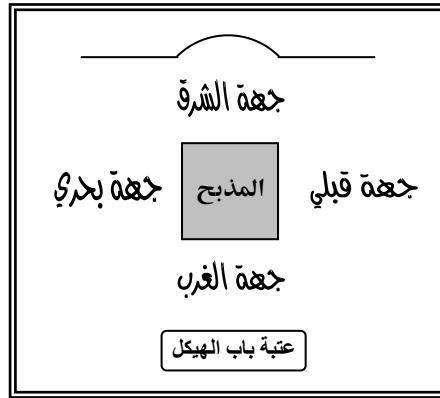 جهة الشرق
جهة قبلي
المذبح
جهة بحري
جهة الغرب
عتبة باب الهيكل